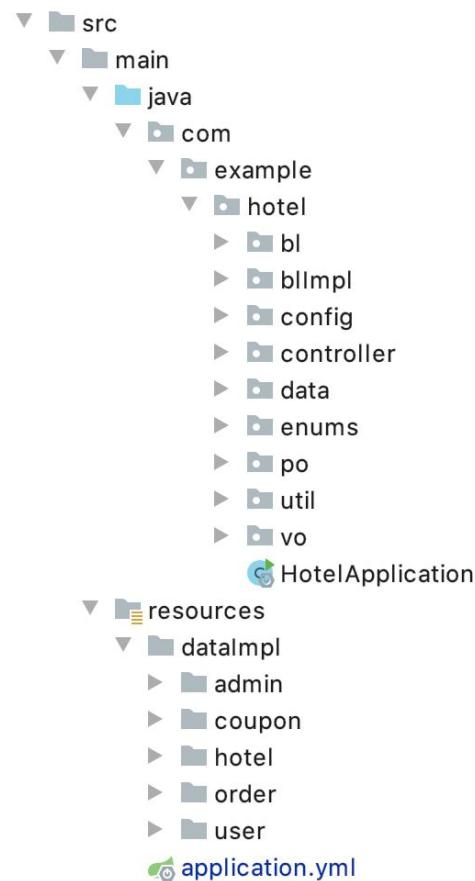 src
main
java
com
example
hotel
bl
blImpl
config
controller
data
enums
po
util
vo
HotelApplication
resources
dataImpl
admin
coupon
hotel
order
user
application.yml